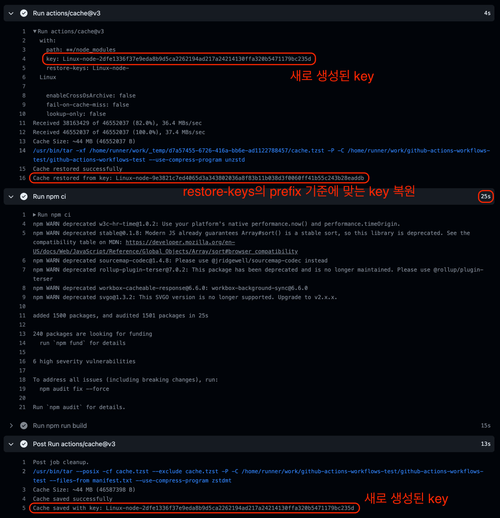 Run actions/cache@v3
4s
3 ▼Run actions/cache@v3
2 with:
3 path: **/node_modules
4 key: Linux-node-2dfe1336f37e9eda8b9d5ca2262194ad217a24214130ffa320b5471179bc235d
5 restore-keys: Linux-node-
6 Linux
새로 생성된 key
7
8 enableCrossOsArchive: false
9 fail-on-cache-miss: false
10 lookup-only: false
11 Received 38163429 of 46552037 (82.0%), 36.4 MBs/sec
12 Received 46552037 of 46552037 (100.0%), 37.4 MBs/sec
13 Cache Size: ~44 MB (46552037 B)
14 /usr/bin/tar -xf /home/runner/work/_temp/d7a57455-6726-416a-bb6e-ad1122788457/cache.tzst -P -C /home/runner/work/github-actions-workflows-
test/github-actions-workflows-test --use-compress-program unzstd
15 Cache restored successfully
16 Cache restored from key: Linux-node-9e3821c7ed4065d3a343802036a8f83b11b038d3f0060ff41b55c243b28eaddb
restore-keys의 prefix 기준에 맞는 key 복원
Run npm ci
25s
1 ▶Run npm ci
4 npm WARN deprecated w3c-hr-time@1.0.2: Use your platform's native performance.now() and performance.timeOrigin.
5 npm WARN deprecated stable@0.1.8: Modern JS already guarantees Array#sort() is a stable sort, so this library is deprecated. See the
compatibility table on MDN: https://developer.mozilla.org/en-
US/docs/Web/JavaScript/Reference/Global_Objects/Array/sort#browser_compatibility
6 npm WARN deprecated sourcemap-codec@1.4.8: Please use @jridgewell/sourcemap-codec instead
7 npm WARN deprecated rollup-plugin-terser@7.0.2: This package has been deprecated and is no longer maintained. Please use @rollup/plugin-
terser
8 npm WARN deprecated workbox-cacheable-response@6.6.0: workbox-background-sync@6.6.0
9 npm WARN deprecated svgo@1.3.2: This SVGO version is no longer supported. Upgrade to v2.x.x.
10
11 added 1500 packages, and audited 1501 packages in 25s
12
13 240 packages are looking for funding
14 run `npm fund` for details
15
16 6 high severity vulnerabilities
17
18 To address all issues (including breaking changes), run:
19 npm audit fix --force
20
21 Run `npm audit` for details.
Run npm run build
15s
Post Run actions/cache@v3
13s
1 Post job cleanup.
2 /usr/bin/tar --posix -cf cache.tzst --exclude cache.tzst -P -C /home/runner/work/github-actions-workflows-test/github-actions-workflows-
test --files-from manifest.txt --use-compress-program zstdmt
3 Cache Size: ~44 MB (46587398 B)
4 Cache saved successfully
5 Cache saved with key: Linux-node-2dfe1336f37e9eda8b9d5ca2262194ad217a24214130ffa320b5471179bc235d
새로 생성된 key